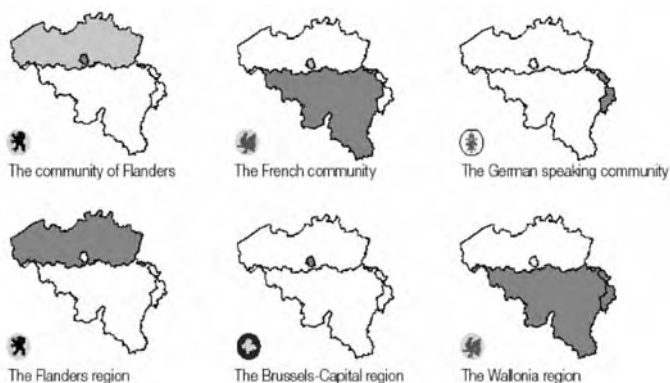 The community of Flanders
The French community
The German speaking community
The Flanders region
The Brussels-Capital region
The Wallonia region